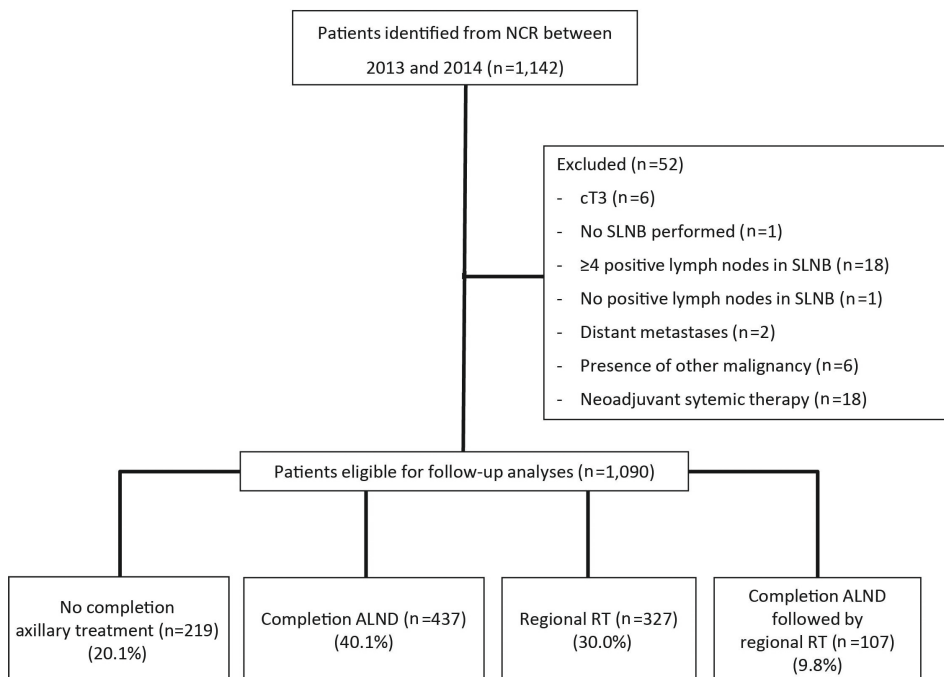 Patients identified from NCR between
2013 and 2014 (n=1,142)
Excluded (n=52)
- cT3 (n=6)
- No SLNB performed (n=1)
- ≥4 positive lymph nodes in SLNB (n=18)
- No positive lymph nodes in SLNB (n=1)
- Distant metastases (n=2)
- Presence of other malignancy (n=6)
- Neoadjuvant sytemic therapy (n=18)
Patients eligible for follow-up analyses (n=1,090)
No completion
axillary treatment (n=219)
(20.1%)
Completion ALND (n=437)
(40.1%)
Regional RT (n=327)
(30.0%)
Completion ALND
followed by
regional RT (n=107)
(9.8%)